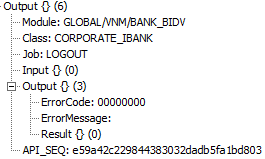 Output {} (6)
Module: GLOBAL/VNM/BANK_BIDV
Class: CORPORATE_IBANK
Job: LOGOUT
Input {} (0)
Output {} (3)
ErrorCode: 00000000
ErrorMessage:
Result {} (0)
API_SEQ: e59a42c229844383032dadb5fa1bd803